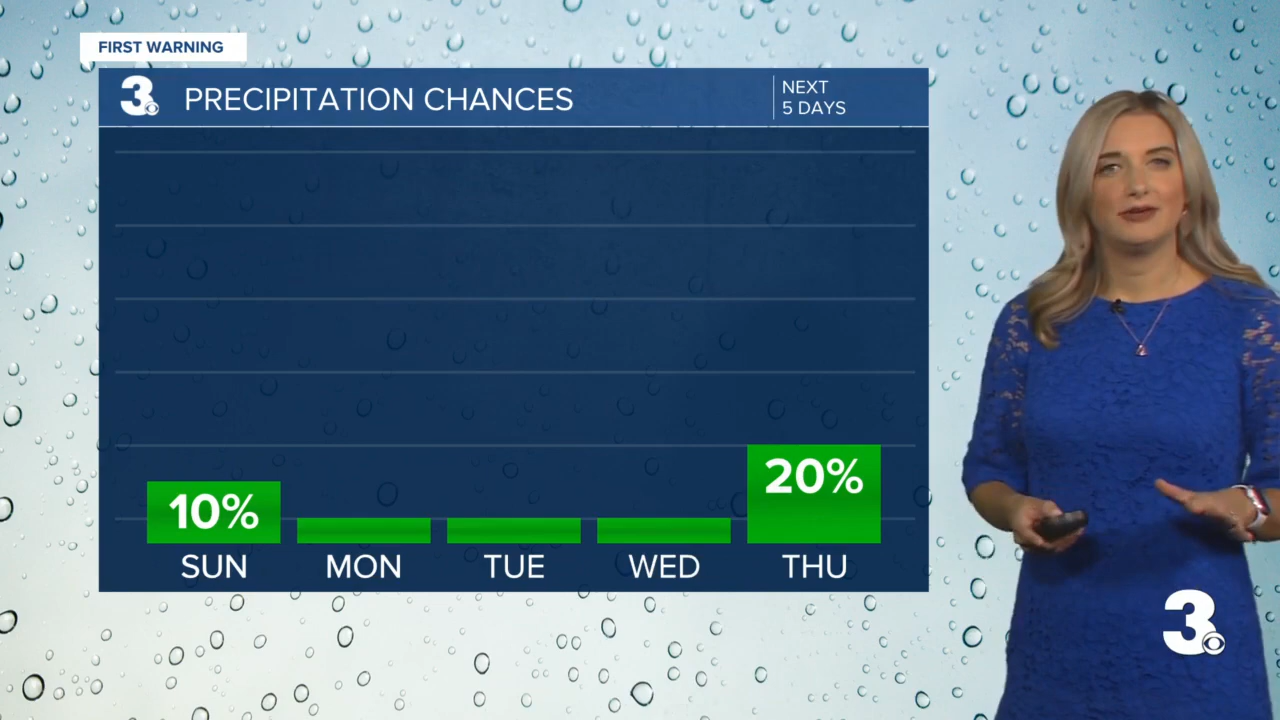 FIRST WARNING
3 PRECIPITATION CHANCES
NEXT
5 DAYS
10%
20%
SUN MON TUE WED THU
3